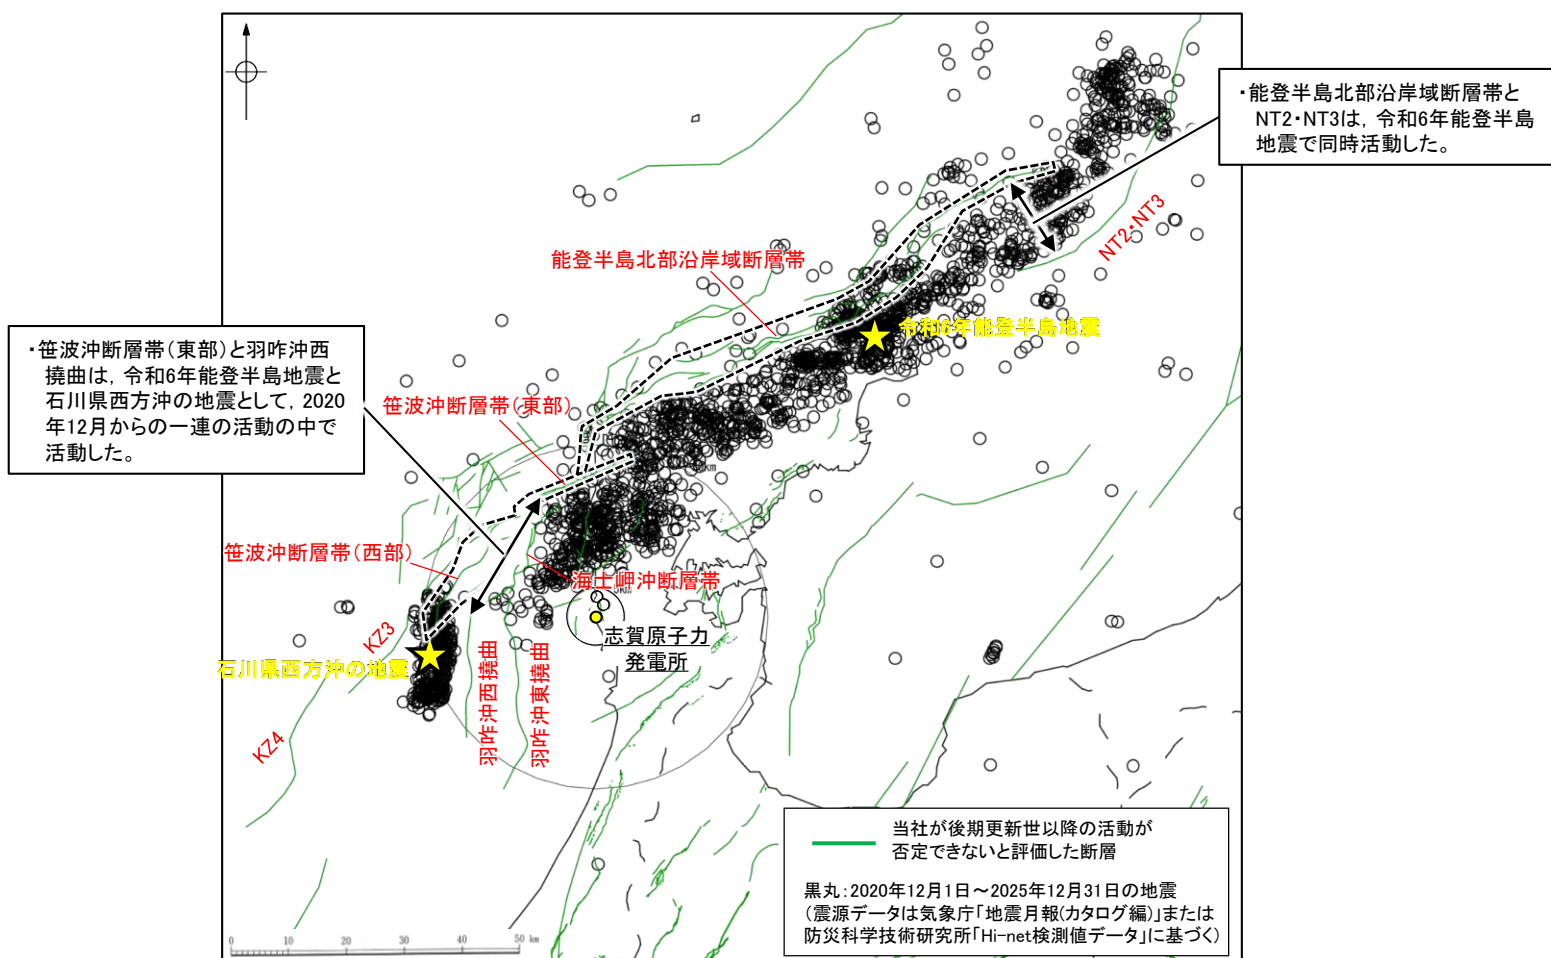 ・能登半島北部沿岸域断層帯と
NT2・NT3は，令和6年能登半島
地震で同時活動した。
NT2・NT3
能登半島北部沿岸域断層帯
令和6年能登半島地震
・笹波沖断層帯（東部）と羽咋沖西
撓曲は，令和6年能登半島地震と
石川県西方沖の地震として，2020
年12月からの一連の活動の中で
活動した。
笹波沖断層帯（東部）
笹波沖断層帯（西部）
海士岬沖断層帯
志賀原子力
発電所
KZ3
石川県西方沖の地震
羽咋沖西撓曲
羽咋沖東撓曲
KZ4
当社が後期更新世以降の活動が
否定できないと評価した断層
黒丸：2020年12月1日～2025年12月31日の地震
（震源データは気象庁「地震月報(カタログ編)」または
防災科学技術研究所「Hi-net検測値データ」に基づく）
0 10 20 30 40 50 km